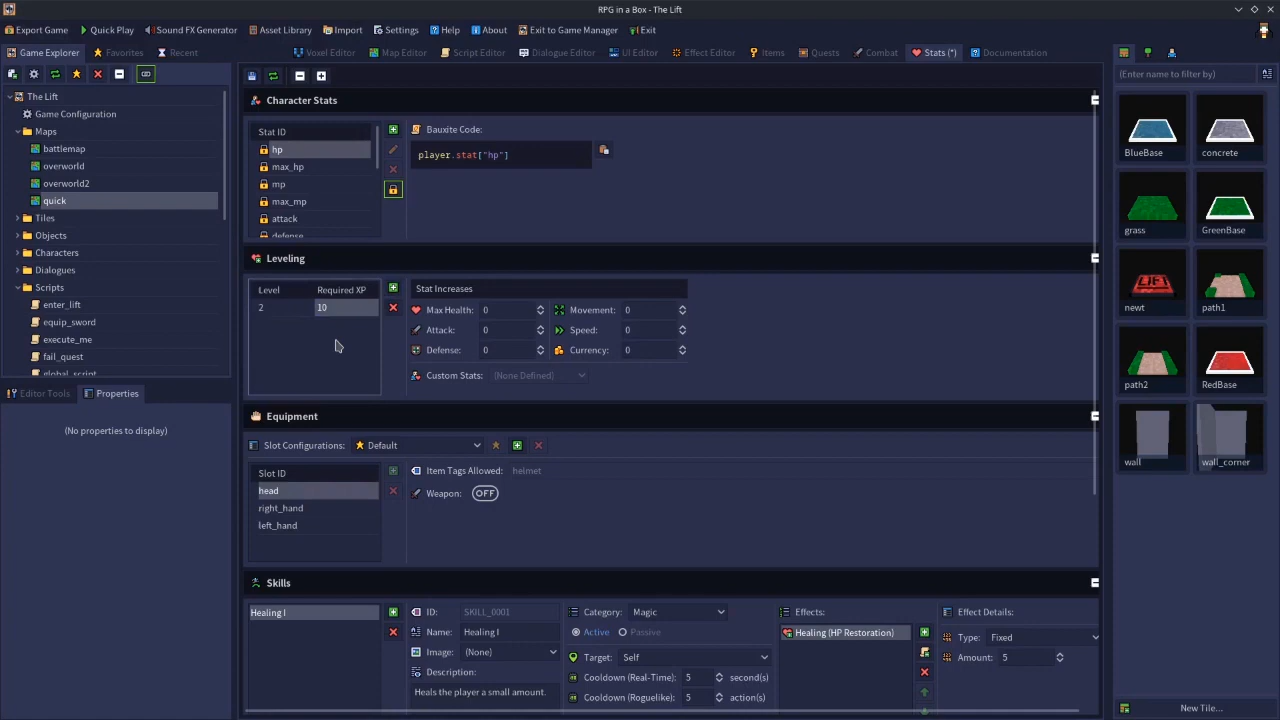 RPG in a Box - The Lift
Export Game Quick Play Sound FX Generator Asset Library Import Settings Help About Exit to Game Manager Exit
Game Explorer Favorites Recent Voxel Editor Map Editor Script Editor Dialogue Editor UI Editor Effect Editor Items Quests Combat Stats (*) Documentation
(Enter name to filter by)
The Lift
Game Configuration
Maps
battlemap
overworld
overworld2
quick
Tiles
Objects
Characters
Dialogues
Scripts
enter_lift
equip_sword
execute_me
fail_quest
global_script
Editor Tools Properties
(No properties to display)
Character Stats
Stat ID
hp
max_hp
mp
max_mp
attack
defense
Bauxite Code:
player.stat["hp"]
Leveling
Level Required XP
2 10
Stat Increases
Max Health: 0 Movement: 0
Attack: 0 Speed: 0
Defense: 0 Currency: 0
Custom Stats: (None Defined)
Equipment
Slot Configurations: Default
Slot ID
head
right_hand
left_hand
Item Tags Allowed: helmet
Weapon: OFF
Skills
Healing I
ID: SKILL_0001
Name: Healing I
Image: (None)
Description:
Heals the player a small amount.
Category: Magic
Active Passive
Target: Self
Cooldown (Real-Time): 5 second(s)
Cooldown (Roguelike): 5 action(s)
Effects:
Healing (HP Restoration)
Effect Details:
Type: Fixed
Amount: 5
BlueBase concrete
grass GreenBase
LIFT
newt path1
path2 RedBase
wall wall_corner
New Tile...